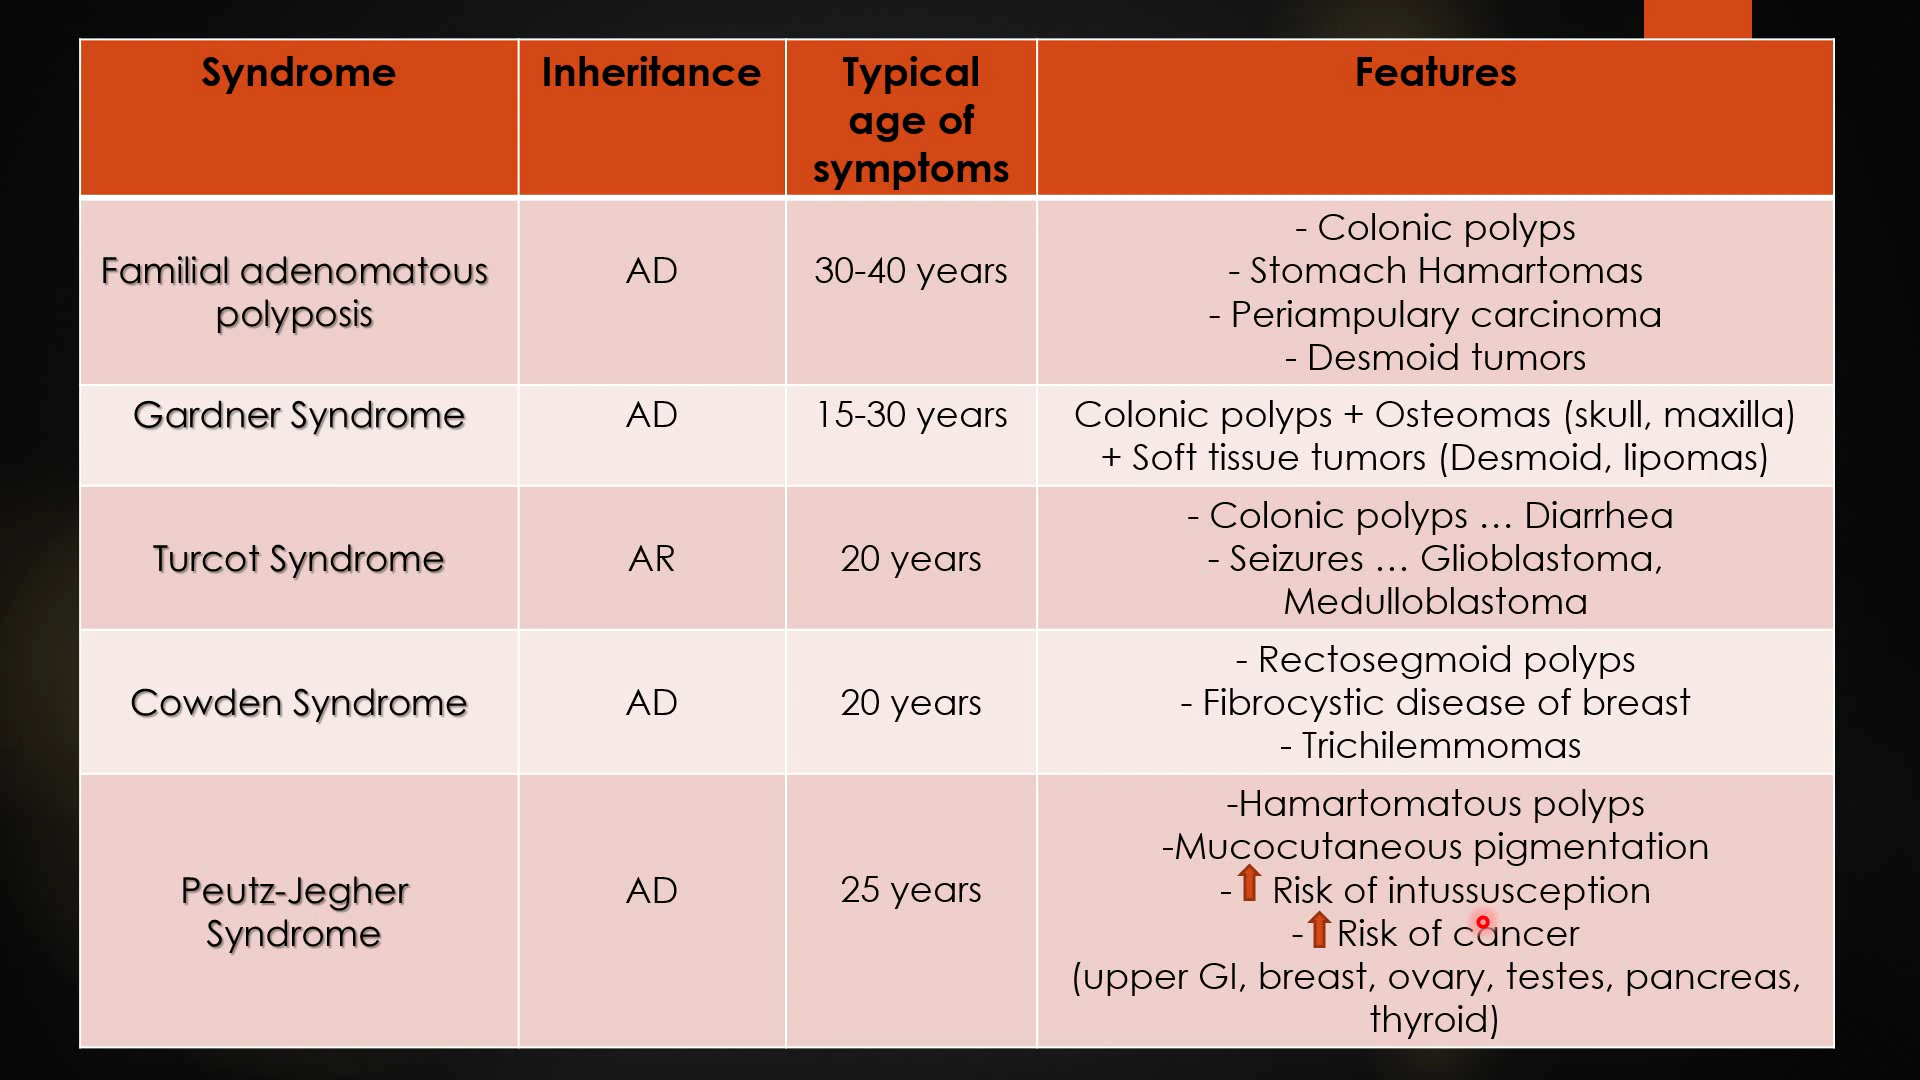 Syndrome
Inheritance
Typical
age of
symptoms
Features
Familial adenomatous
polyposis
AD
30-40 years
- Colonic polyps
- Stomach Hamartomas
- Periampulary carcinoma
- Desmoid tumors
Gardner Syndrome
AD
15-30 years
Colonic polyps + Osteomas (skull, maxilla)
+ Soft tissue tumors (Desmoid, lipomas)
Turcot Syndrome
AR
20 years
- Colonic polyps … Diarrhea
- Seizures … Glioblastoma,
Medulloblastoma
Cowden Syndrome
AD
20 years
- Rectosegmoid polyps
- Fibrocystic disease of breast
- Trichilemmomas
Peutz-Jegher
Syndrome
AD
25 years
-Hamartomatous polyps
-Mucocutaneous pigmentation
- Risk of intussusception
- Risk of cancer
(upper GI, breast, ovary, testes, pancreas,
thyroid)